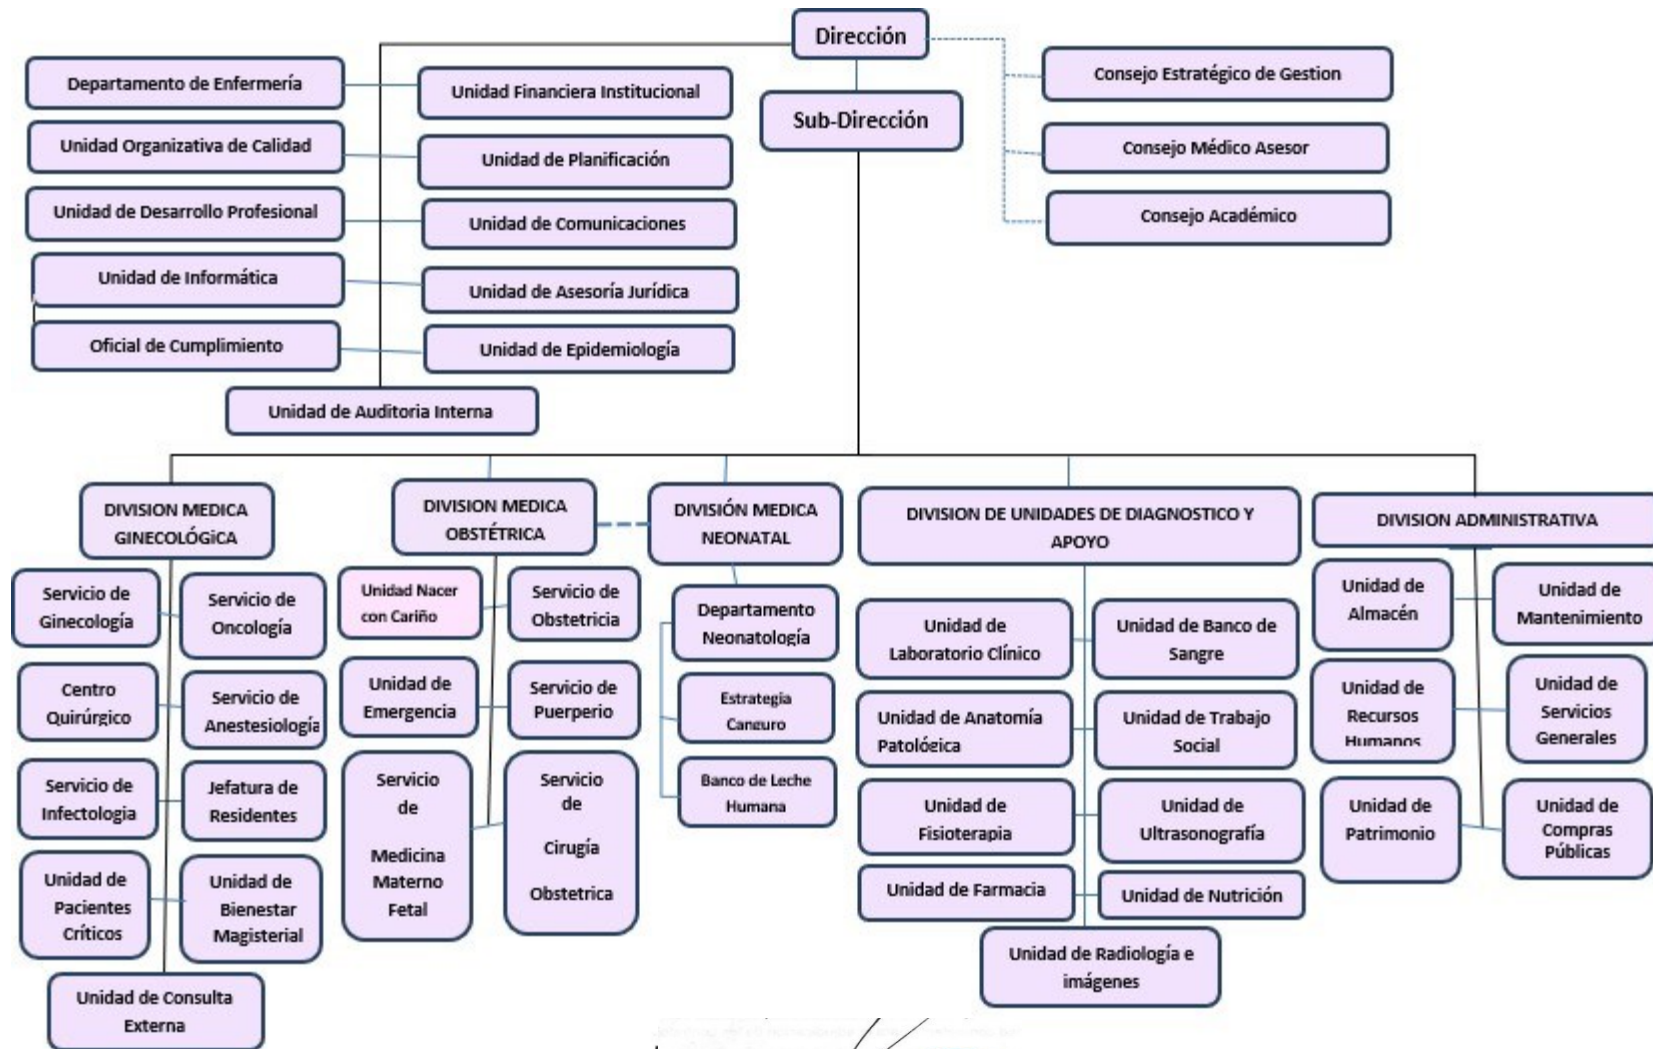 Dirección
Sub-Dirección
Consejo Estratégico de Gestion
Consejo Médico Asesor
Consejo Académico
Departamento de Enfermería
Unidad Financiera Institucional
Unidad Organizativa de Calidad
Unidad de Planificación
Unidad de Desarrollo Profesional
Unidad de Comunicaciones
Unidad de Informática
Unidad de Asesoría Jurídica
Oficial de Cumplimiento
Unidad de Epidemiología
Unidad de Auditoria Interna
DIVISION MEDICA
GINECOLÓGiCA
Servicio de
Ginecología
Servicio de
Oncología
Centro
Quirúrgico
Servicio de
Anestesiología
Servicio de
Infectologia
Jefatura de
Residentes
Unidad de
Pacientes
Críticos
Unidad de
Bienestar
Magisterial
Unidad de Consulta
Externa
DIVISION MEDICA
OBSTÉTRICA
Unidad Nacer
con Cariño
Servicio de
Obstetricia
Unidad de
Emergencia
Servicio de
Puerperio
Servicio
de
Medicina
Materno
Fetal
Servicio
de
Cirugía
Obstetrica
DIVISIÓN MEDICA
NEONATAL
Departamento
Neonatología
Estrategia
Canguro
Banco de Leche
Humana
DIVISION DE UNIDADES DE DIAGNOSTICO Y
APOYO
Unidad de
Laboratorio Clínico
Unidad de Banco de
Sangre
Unidad de Anatomía
Patológica
Unidad de Trabajo
Social
Unidad de
Fisioterapia
Unidad de
Ultrasonografía
Unidad de Farmacia
Unidad de Nutrición
Unidad de Radiología e
imágenes
DIVISION ADMINISTRATIVA
Unidad de
Almacén
Unidad de
Mantenimiento
Unidad de
Recursos
Humanos
Unidad de
Servicios
Generales
Unidad de
Patrimonio
Unidad de
Compras
Públicas